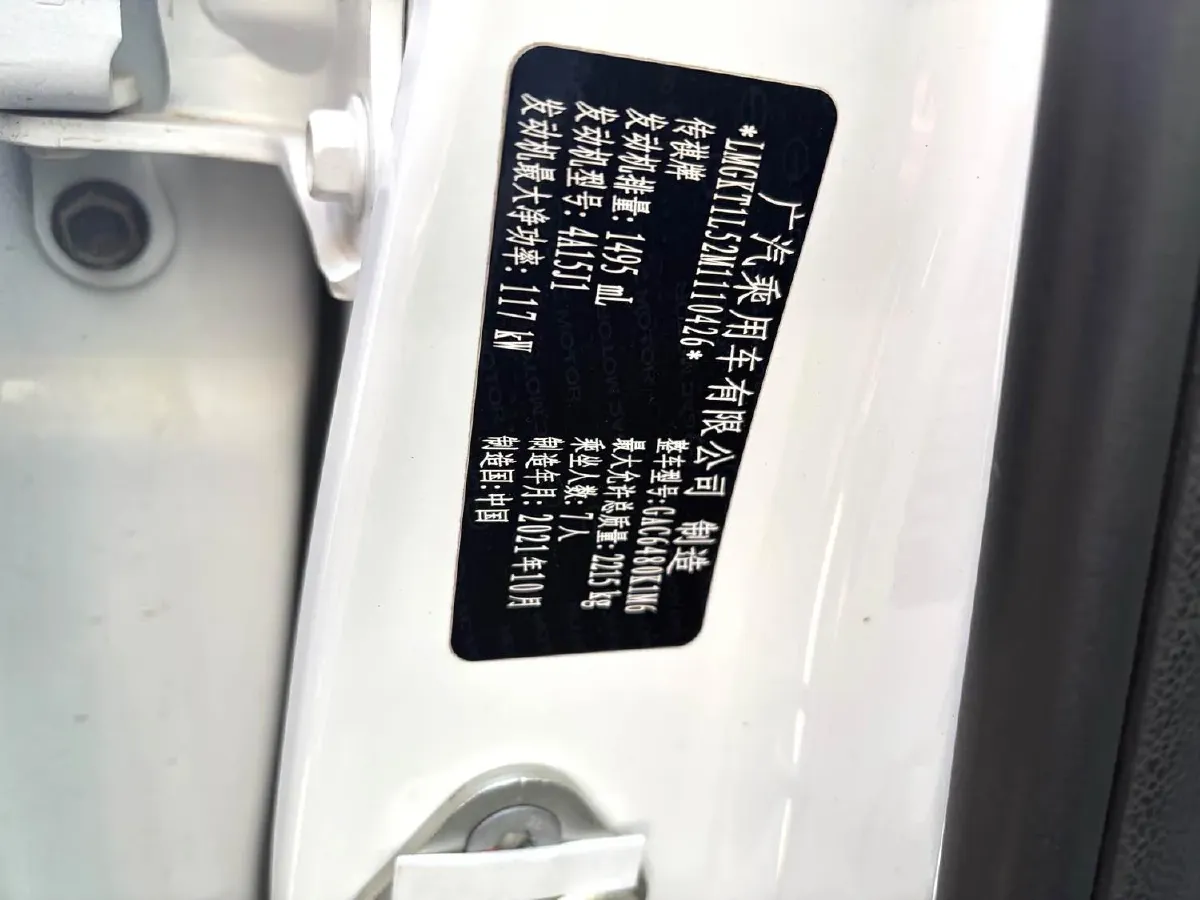 广汽乘用车有限公司 制造
*LMGKT1L52M1110426*
传祺牌
整车型号:GAC6480K1M6
发动机排量:1495 mL
最大允许总质量:2215 kg
发动机型号:4A15J1
乘坐人数:7人
发动机最大净功率:117 kW
制造年月:2021年10月
制造国:中国